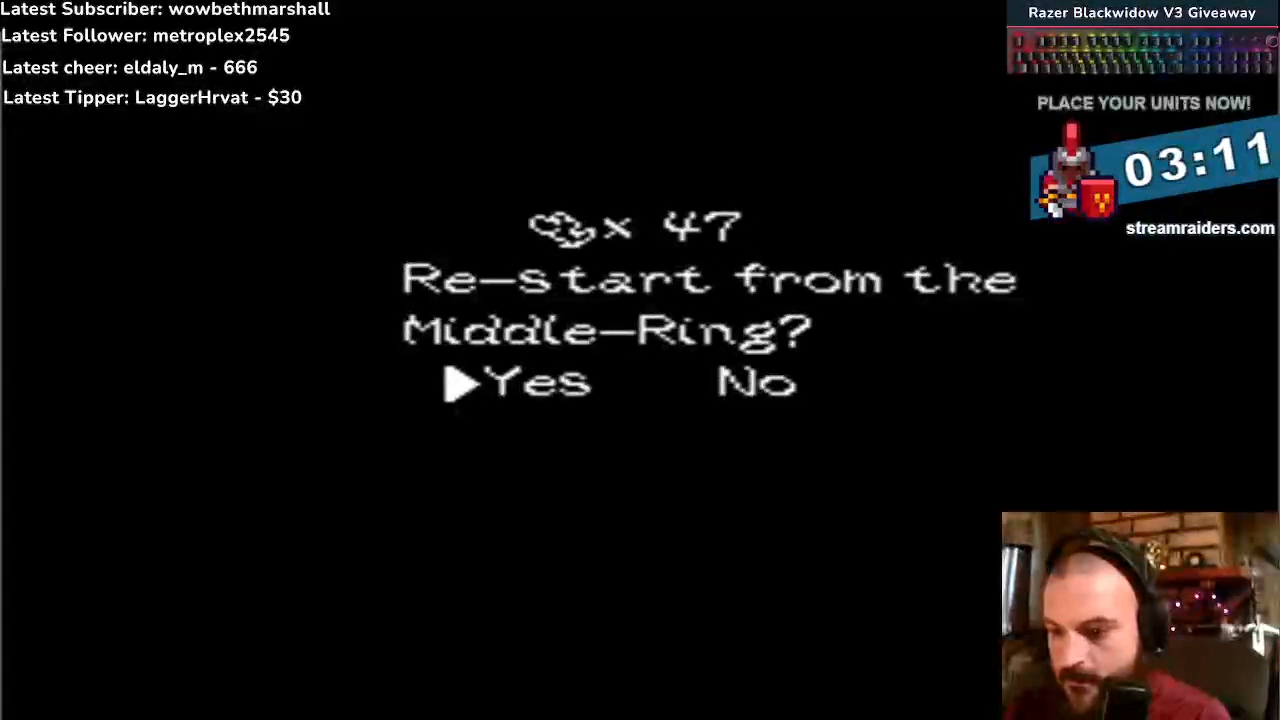 Latest Subscriber: wowbethmarshall
Latest Follower: metroplex2545
Latest cheer: eldaly_m - 666
Latest Tipper: LaggerHrvat - $30
Razer Blackwidow V3 Giveaway
PLACE YOUR UNITS NOW!
03:11
streamraiders.com
x 47
Re-start from the
Middle-Ring?
Yes No